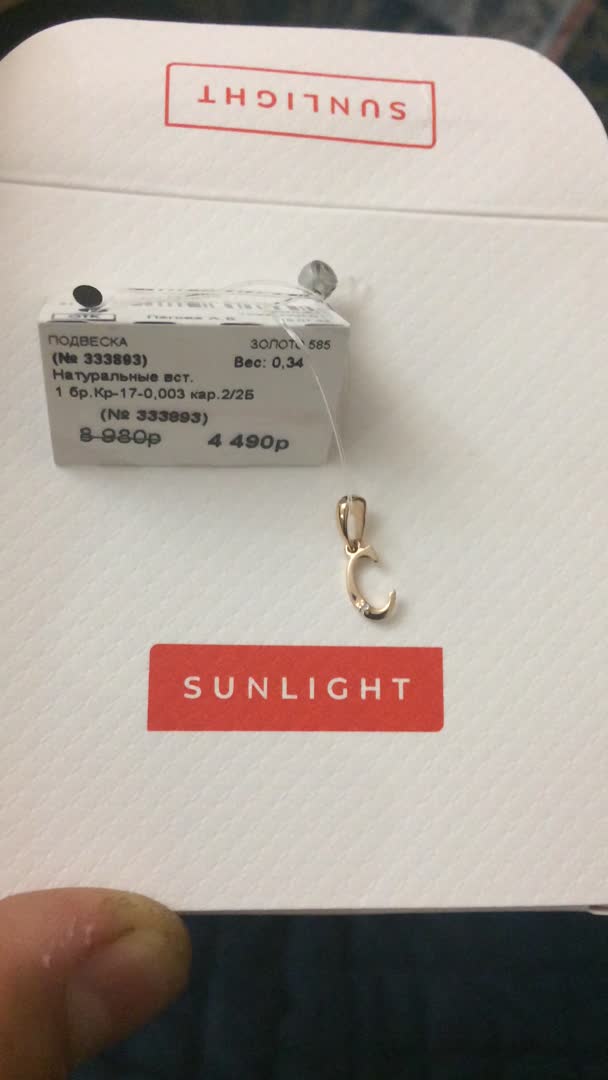 SUNLIGHT
ОТК
ПОДВЕСКА ЗОЛОТО 585
(№ 333893) Вес: 0,34
Натуральные вст.
1 бр.Кр-17-0,003 кар.2/2Б
(№ 333893)
8 980р 4 490р
SUNLIGHT